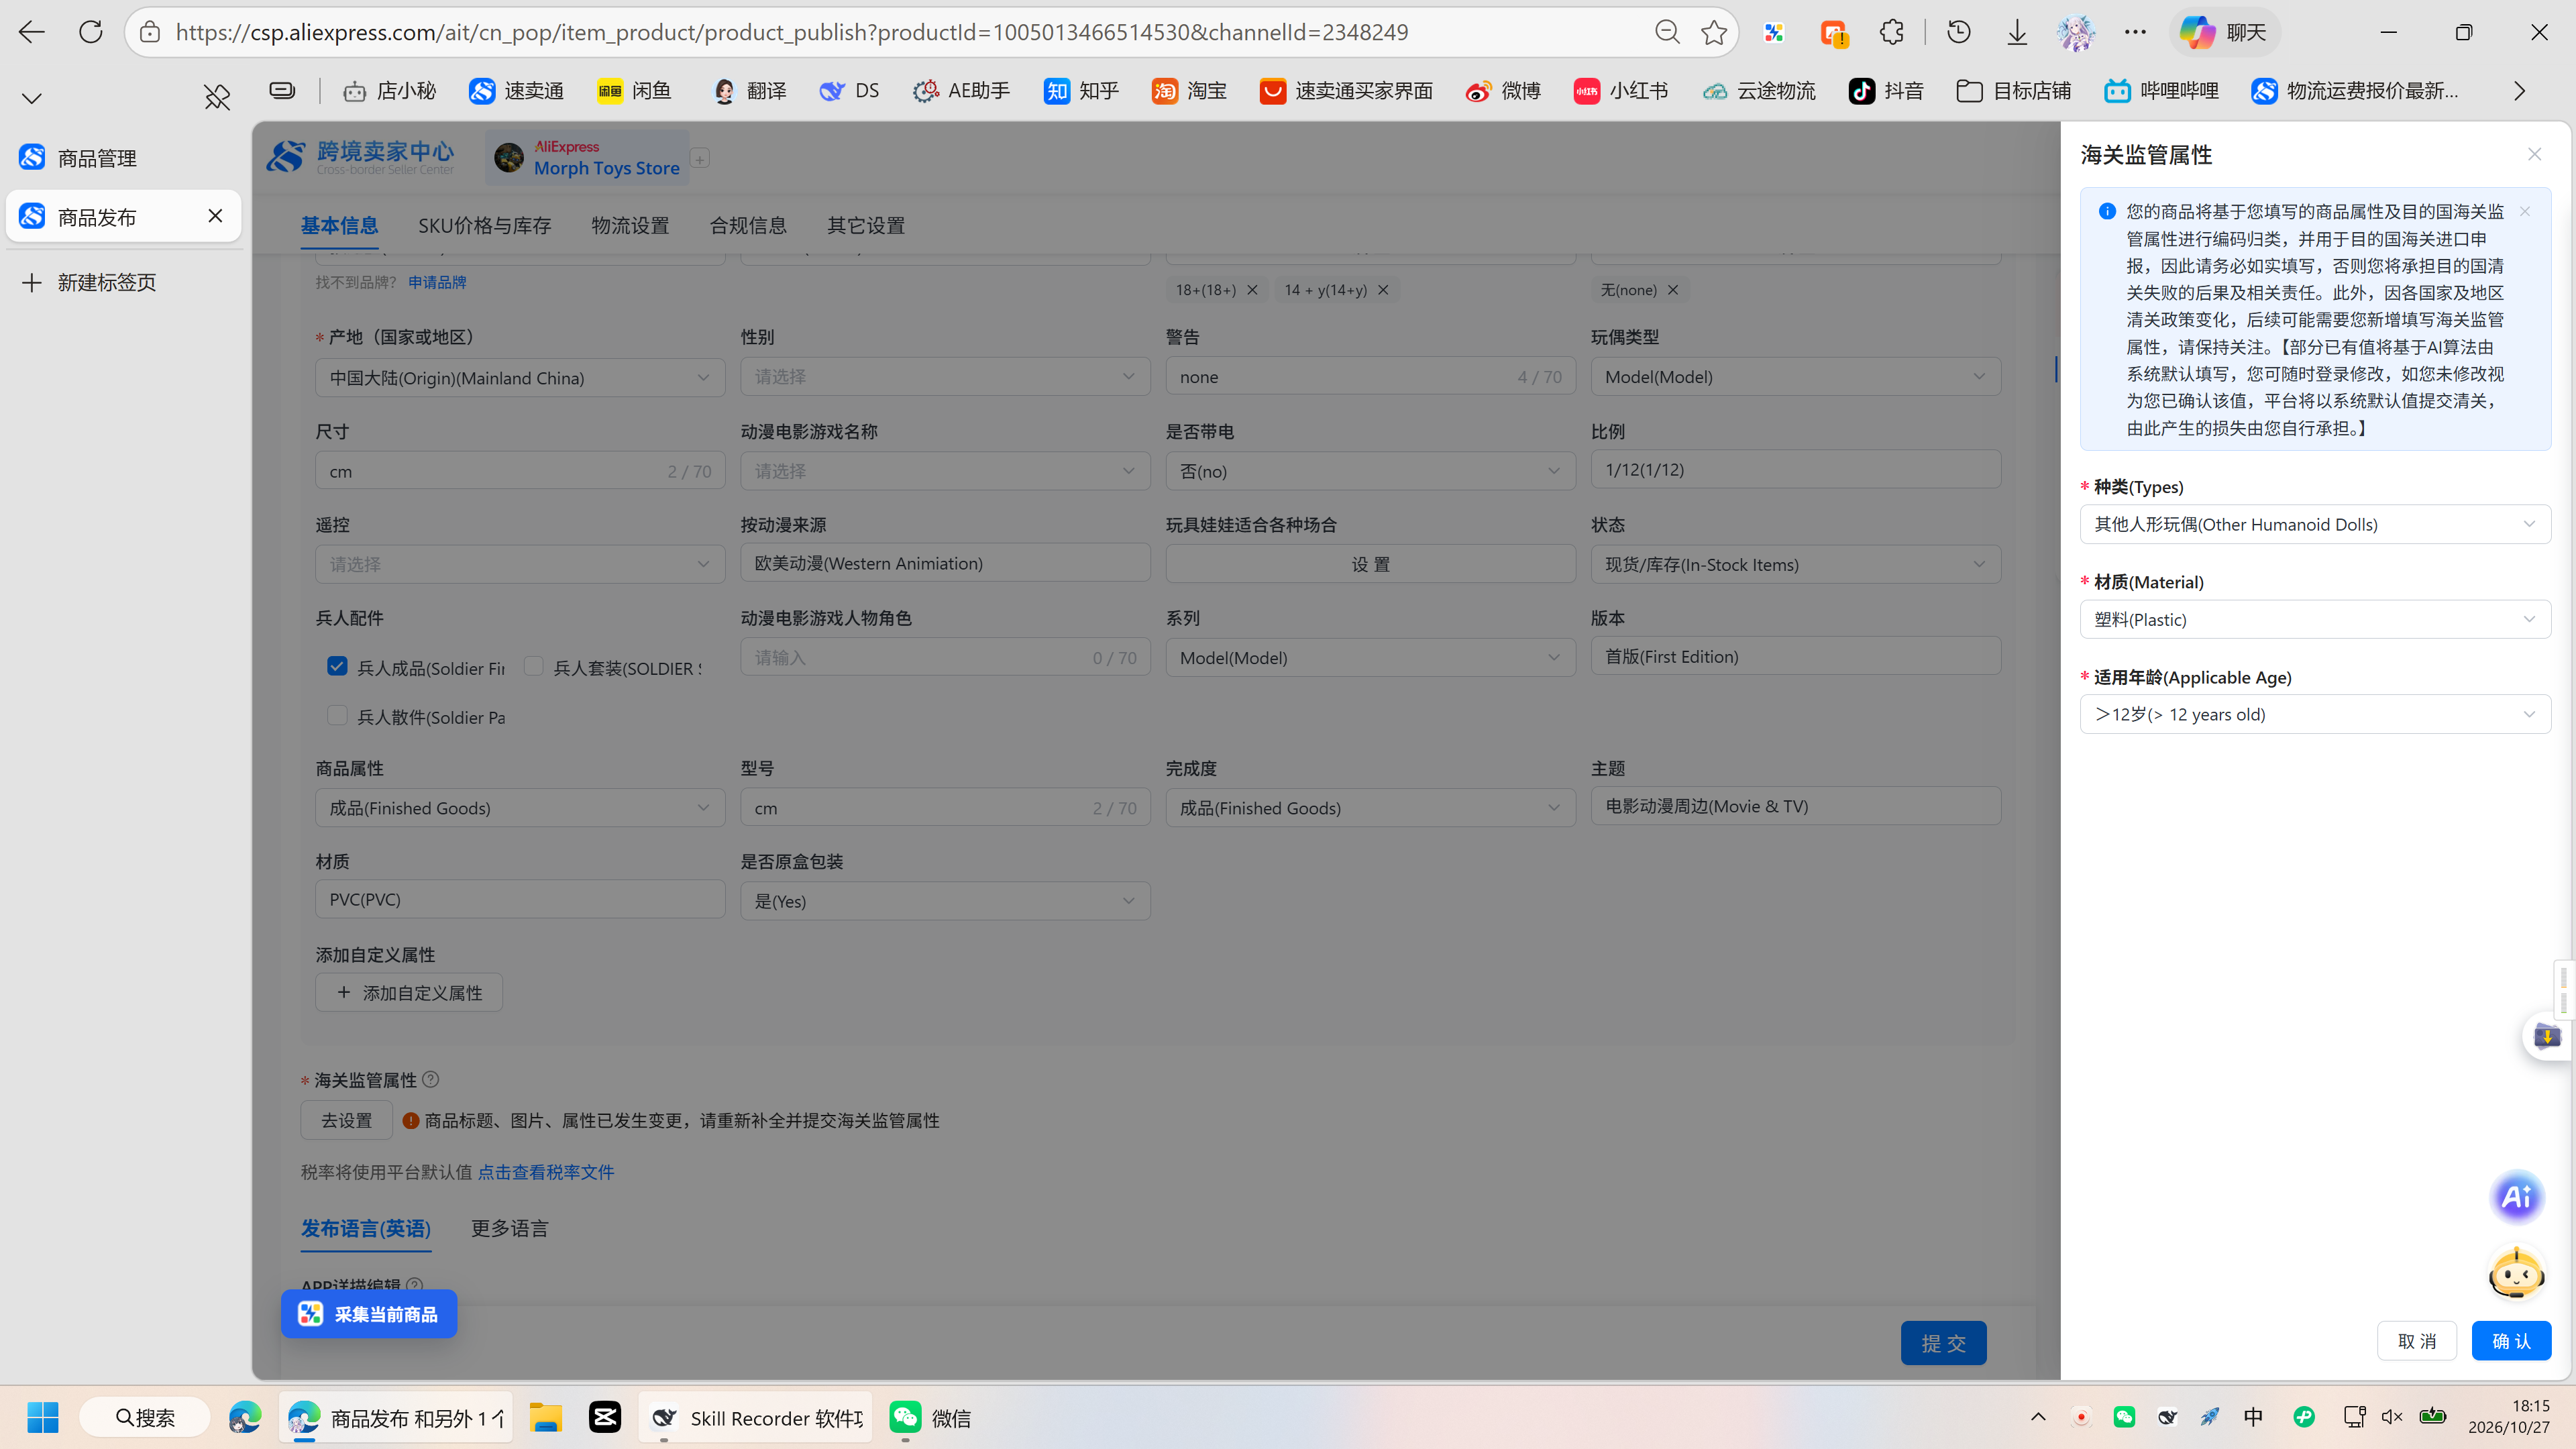 https://csp.aliexpress.com/ait/cn_pop/item_product/product_publish?productId=1005013466514530&channelId=2348249
聊天
店小秘
速卖通
闲鱼
翻译
DS
AE助手
知乎
淘宝
速卖通买家界面
微博
小红书
云途物流
抖音
目标店铺
哔哩哔哩
物流运费报价最新...
商品管理
商品发布
新建标签页
跨境卖家中心
Cross-border Seller Center
AliExpress
Morph Toys Store
基本信息
SKU价格与库存
物流设置
合规信息
其它设置
找不到品牌? 申请品牌
18+(18+)
14 + y(14+y)
无(none)
* 产地（国家或地区）
性别
警告
玩偶类型
中国大陆(Origin)(Mainland China)
请选择
none
4 / 70
Model(Model)
尺寸
动漫电影游戏名称
是否带电
比例
cm
2 / 70
请选择
否(no)
1/12(1/12)
遥控
按动漫来源
玩具娃娃适合各种场合
状态
请选择
欧美动漫(Western Animiation)
设 置
现货/库存(In-Stock Items)
兵人配件
动漫电影游戏人物角色
系列
版本
兵人成品(Soldier Fir
兵人套装(SOLDIER
请输入
0 / 70
Model(Model)
首版(First Edition)
兵人散件(Soldier Pa
商品属性
型号
完成度
主题
成品(Finished Goods)
cm
2 / 70
成品(Finished Goods)
电影动漫周边(Movie & TV)
材质
是否原盒包装
PVC(PVC)
是(Yes)
添加自定义属性
添加自定义属性
* 海关监管属性
去设置
商品标题、图片、属性已发生变更，请重新补全并提交海关监管属性
税率将使用平台默认值 点击查看税率文件
发布语言(英语)
更多语言
APP详描编辑
采集当前商品
提 交
海关监管属性
您的商品将基于您填写的商品属性及目的国海关监
管属性进行编码归类，并用于目的国海关进口申
报，因此请务必如实填写，否则您将承担目的国清
关失败的后果及相关责任。此外，因各国家及地区
清关政策变化，后续可能需要您新增填写海关监管
属性，请保持关注。【部分已有值将基于AI算法由
系统默认填写，您可随时登录修改，如您未修改视
为您已确认该值，平台将以系统默认值提交清关，
由此产生的损失由您自行承担。】
* 种类(Types)
其他人形玩偶(Other Humanoid Dolls)
* 材质(Material)
塑料(Plastic)
* 适用年龄(Applicable Age)
＞12岁(> 12 years old)
Ai
取 消
确 认
搜索
商品发布 和另外 1 个
Skill Recorder 软件
微信
中
18:15
2026/10/27